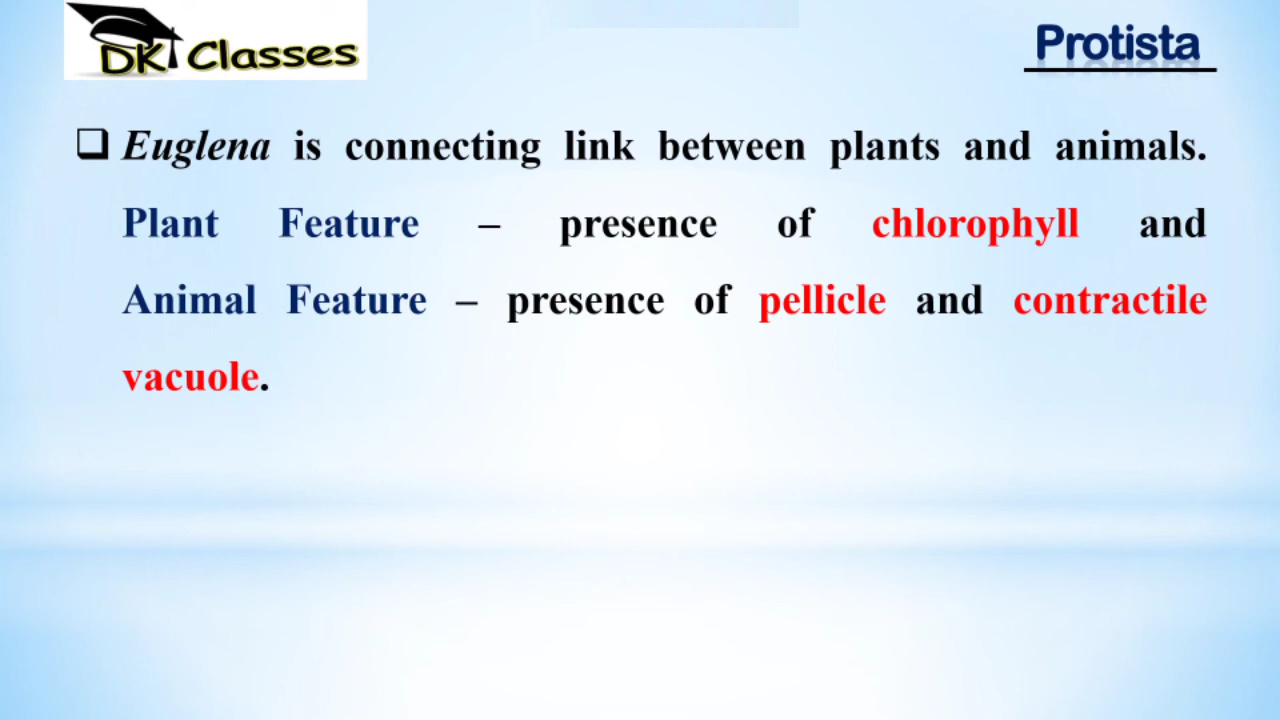 DK Classes
Protista
Euglena is connecting link between plants and animals.
Plant Feature – presence of chlorophyll and
Animal Feature – presence of pellicle and contractile
vacuole.